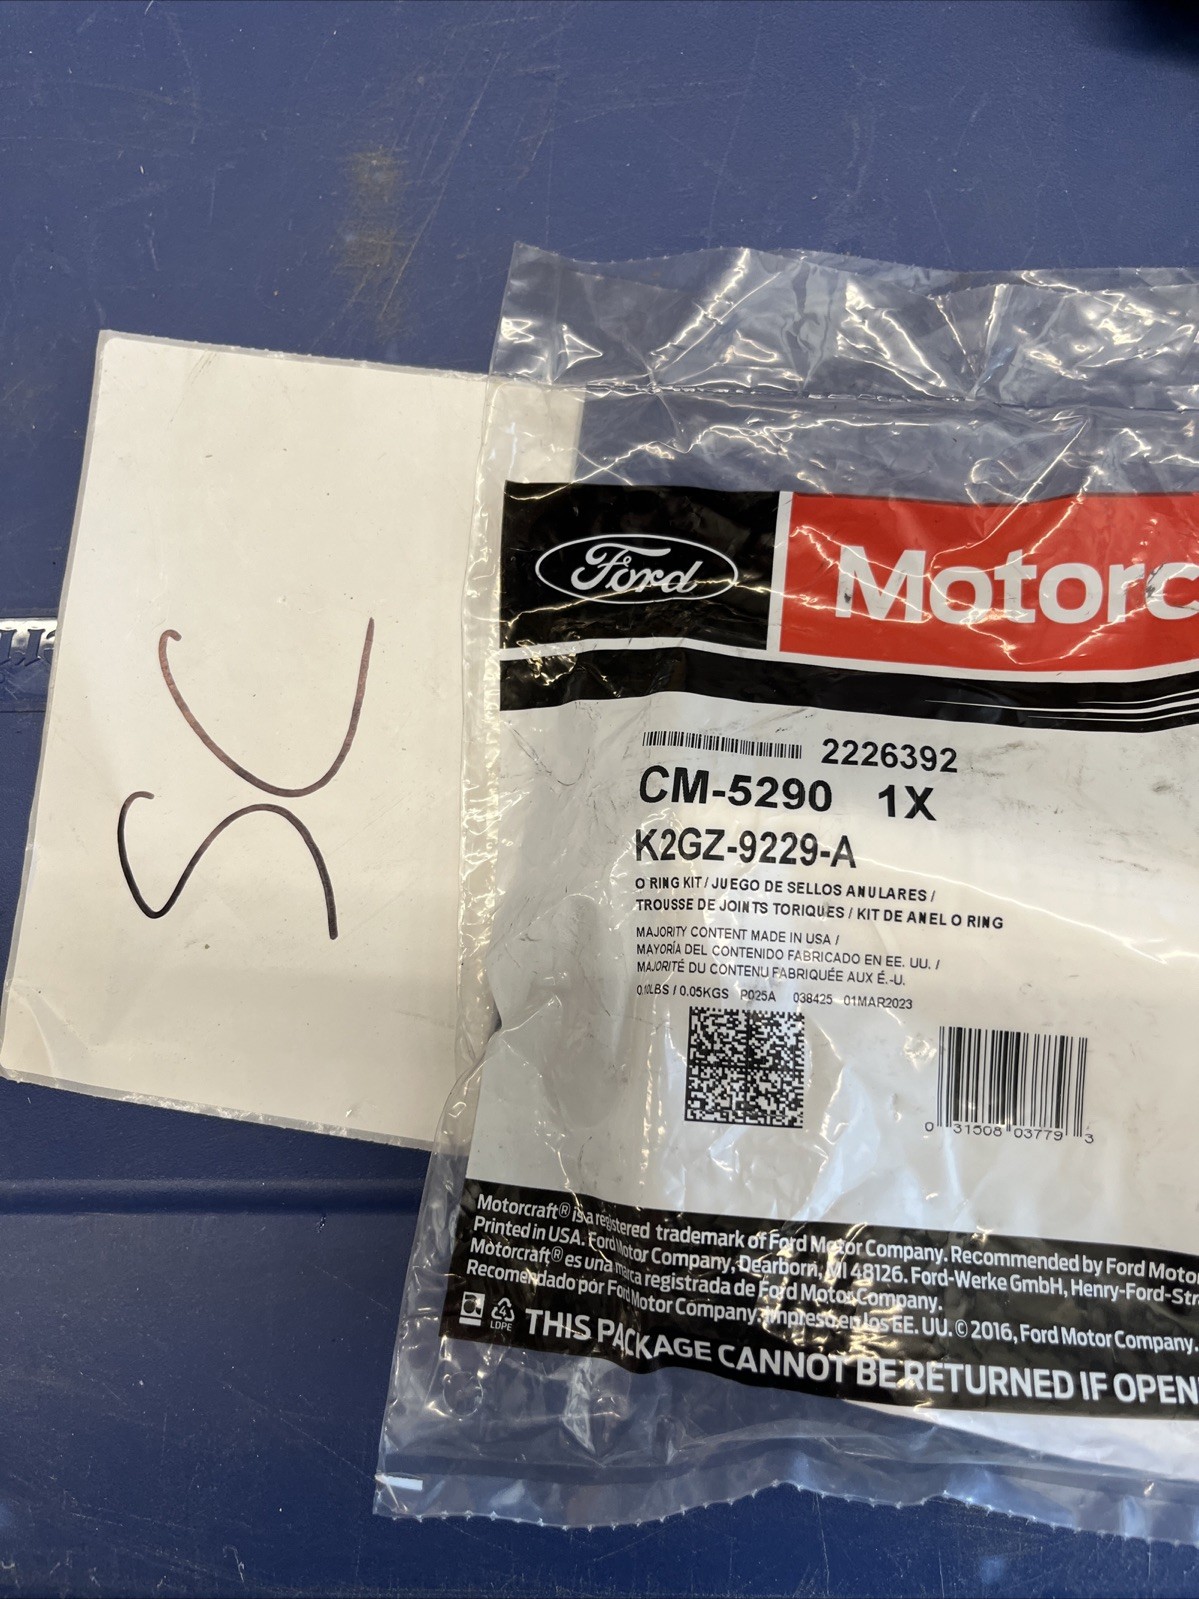 SC
Ford
Motorc
2226392
CM-5290 1X
K2GZ-9229-A
O RING KIT / JUEGO DE SELLOS ANULARES /
TROUSSE DE JOINTS TORIQUES / KIT DE ANEL O RING
MAJORITY CONTENT MADE IN USA /
MAYORÍA DEL CONTENIDO FABRICADO EN EE. UU. /
MAJORITÉ DU CONTENU FABRIQUÉE AUX É.-U.
0.10LBS / 0.05KGS P025A 038425 01MAR2023
0 31508 03779 3
Motorcraft® is a registered trademark of Ford Motor Company. Recommended by Ford Moto
Printed in USA. Ford Motor Company, Dearborn, MI 48126. Ford-Werke GmbH, Henry-Ford-Str
Motorcraft® es una marca registrada de Ford Motor Company.
Recomendado por Ford Motor Company. Impreso en los EE. UU. © 2016, Ford Motor Company.
LDPE
THIS PACKAGE CANNOT BE RETURNED IF OPEN